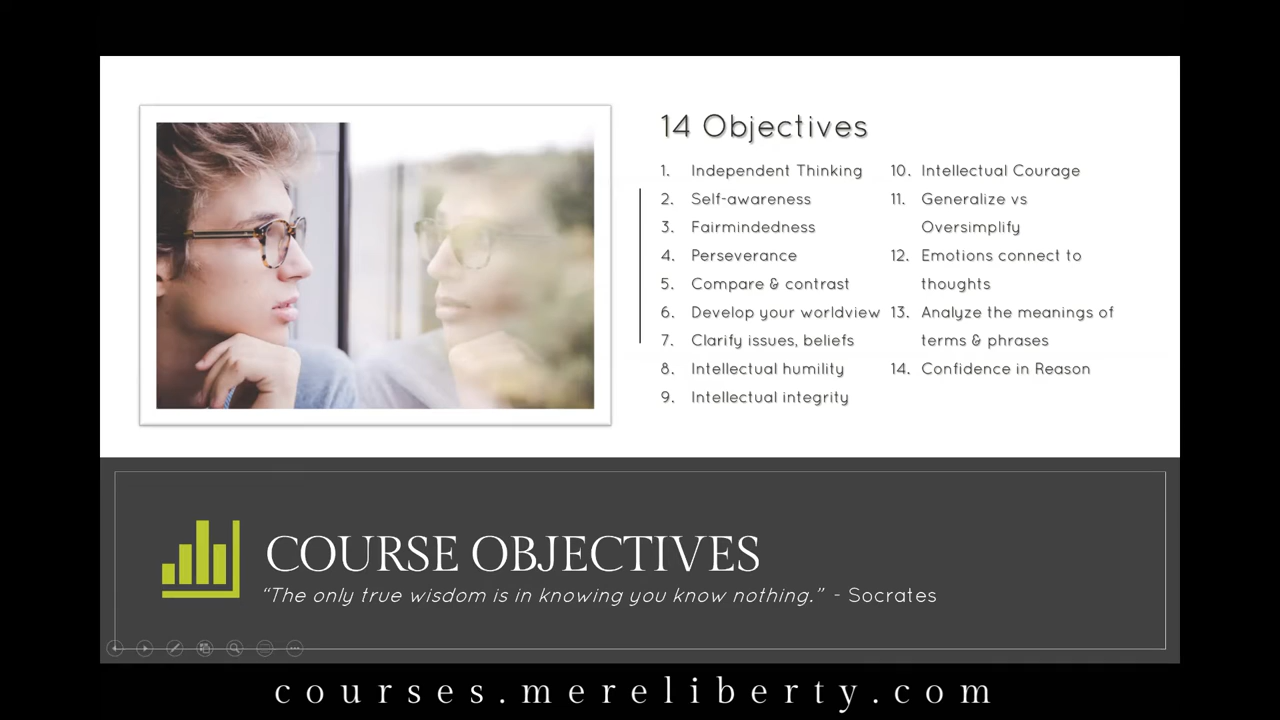 14 Objectives
1. Independent Thinking
2. Self-awareness
3. Fairmindedness
4. Perseverance
5. Compare & contrast
6. Develop your worldview
7. Clarify issues, beliefs
8. Intellectual humility
9. Intellectual integrity
10. Intellectual Courage
11. Generalize vs
Oversimplify
12. Emotions connect to
thoughts
13. Analyze the meanings of
terms & phrases
14. Confidence in Reason
COURSE OBJECTIVES
“The only true wisdom is in knowing you know nothing.” - Socrates
courses.mereliberty.com